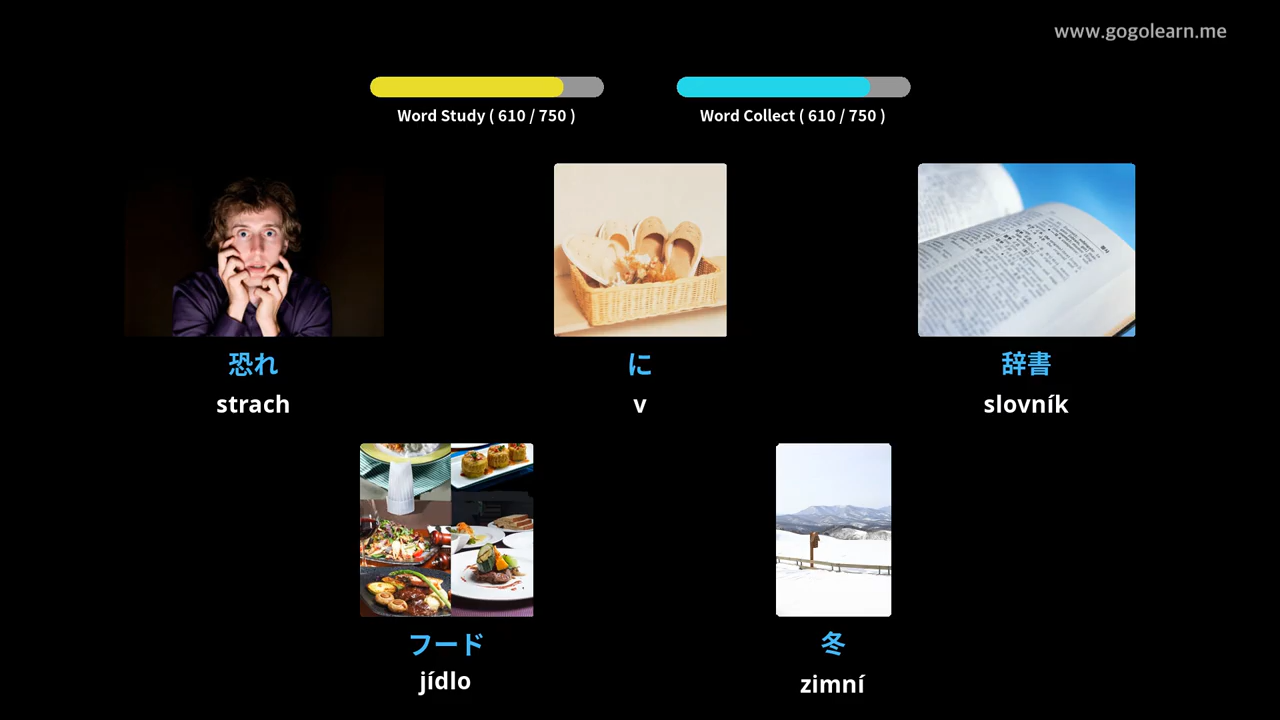 www.gogolearn.me
Word Study ( 610 / 750 )
Word Collect ( 610 / 750 )
恐れ
strach
に
v
辞書
slovník
フード
jídlo
冬
zimní